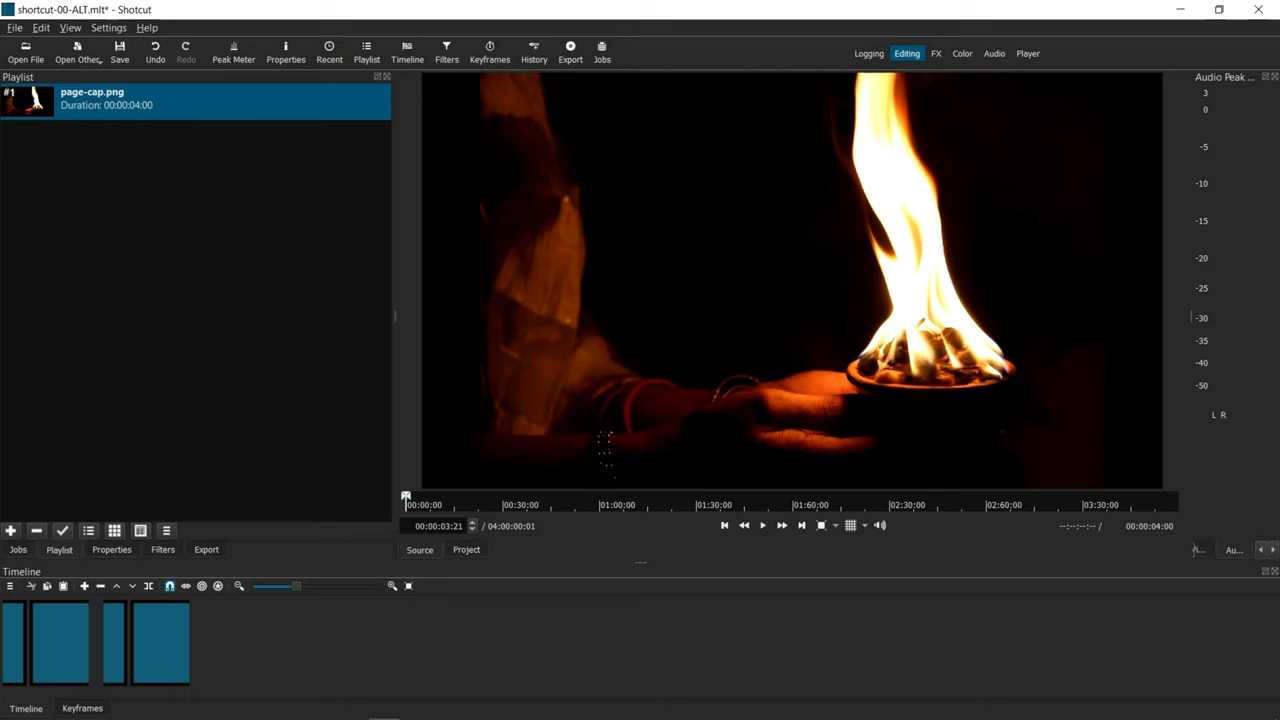 shortcut-00-ALT.mlt* - Shotcut
File Edit View Settings Help
Open File Open Other.. Save Undo Redo Peak Meter Properties Recent Playlist Timeline Filters Keyframes History Export Jobs
Logging Editing FX Color Audio Player
Playlist
Audio Peak ...
#1
page-cap.png
Duration: 00:00:04:00
3
0
-5
-10
-15
-20
-25
-30
-35
-40
-50
L R
00:00;00 00:30;00 01:00;00 01:30;00 01:60;00 02:30;00 02:60;00 03:30;00
00:00:03:21 / 04:00:00:01
--:--:--:-- / 00:00:04:00
Jobs Playlist Properties Filters Export
Source Project
Au...
Timeline
Timeline Keyframes